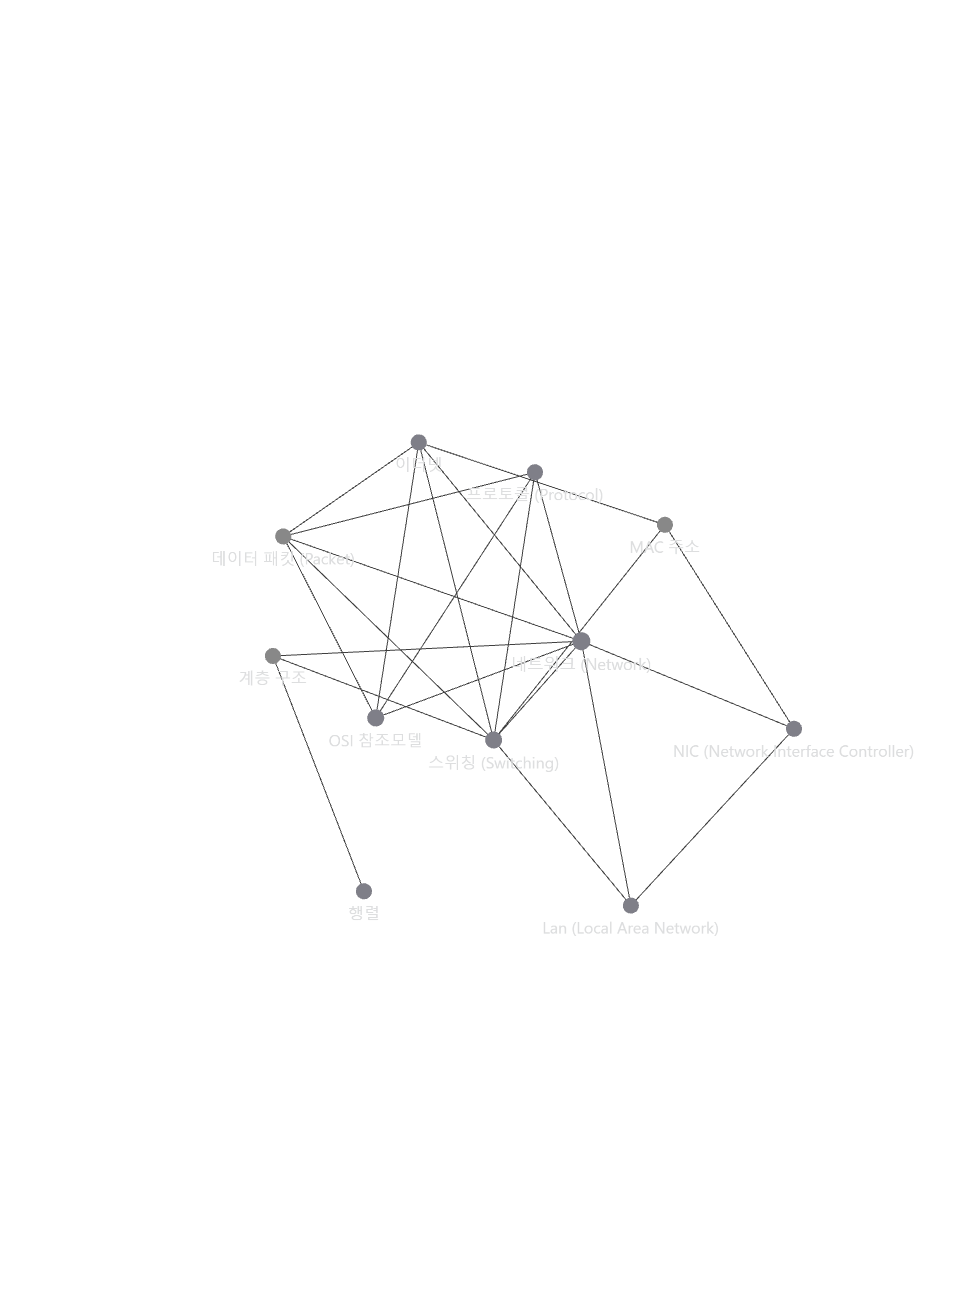 이더넷
프로토콜 (Protocol)
MAC 주소
데이터 패킷 (Packet)
네트워크 (Network)
계층 구조
OSI 참조모델
스위칭 (Switching)
NIC (Network Interface Controller)
행렬
Lan (Local Area Network)